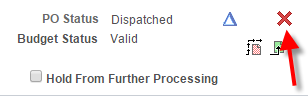 PO Status Dispatched
Budget Status Valid
Hold From Further Processing